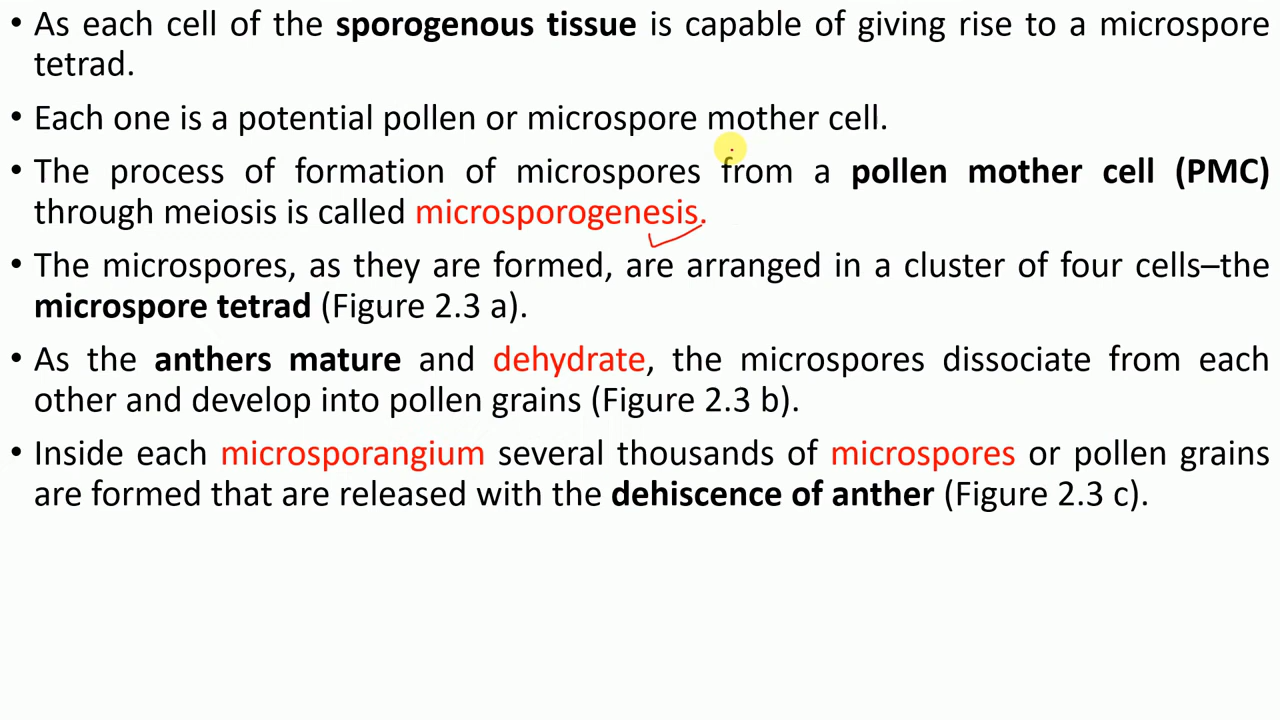 • As each cell of the sporogenous tissue is capable of giving rise to a microspore
tetrad.
• Each one is a potential pollen or microspore mother cell.
• The process of formation of microspores from a pollen mother cell (PMC)
through meiosis is called microsporogenesis.
• The microspores, as they are formed, are arranged in a cluster of four cells–the
microspore tetrad (Figure 2.3 a).
• As the anthers mature and dehydrate, the microspores dissociate from each
other and develop into pollen grains (Figure 2.3 b).
• Inside each microsporangium several thousands of microspores or pollen grains
are formed that are released with the dehiscence of anther (Figure 2.3 c).